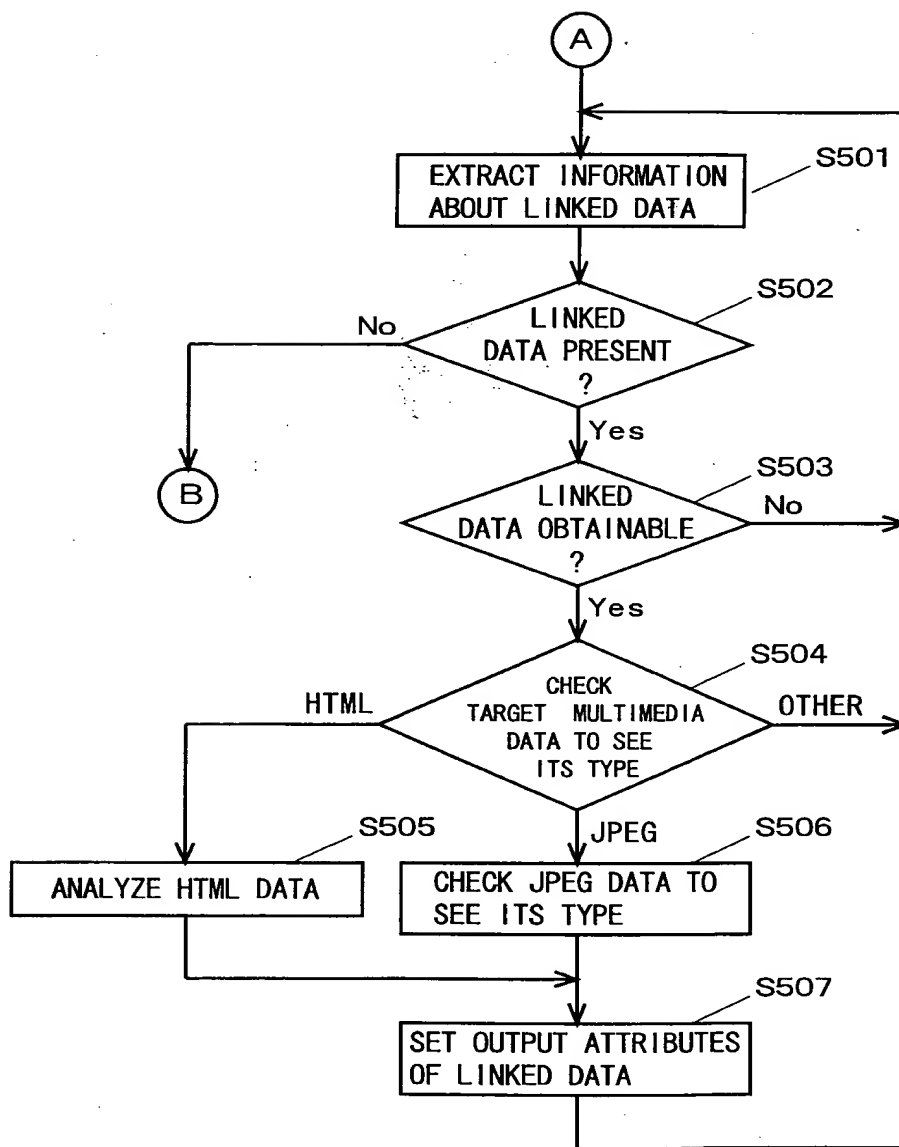 A
S501
EXTRACT INFORMATION
ABOUT LINKED DATA
S502
No
LINKED
DATA PRESENT
?
Yes
B
S503
LINKED
DATA OBTAINABLE
?
No
Yes
S504
HTML
CHECK
TARGET MULTIMEDIA
DATA TO SEE
ITS TYPE
OTHER
S505
JPEG
S506
ANALYZE HTML DATA
CHECK JPEG DATA TO
SEE ITS TYPE
S507
SET OUTPUT ATTRIBUTES
OF LINKED DATA